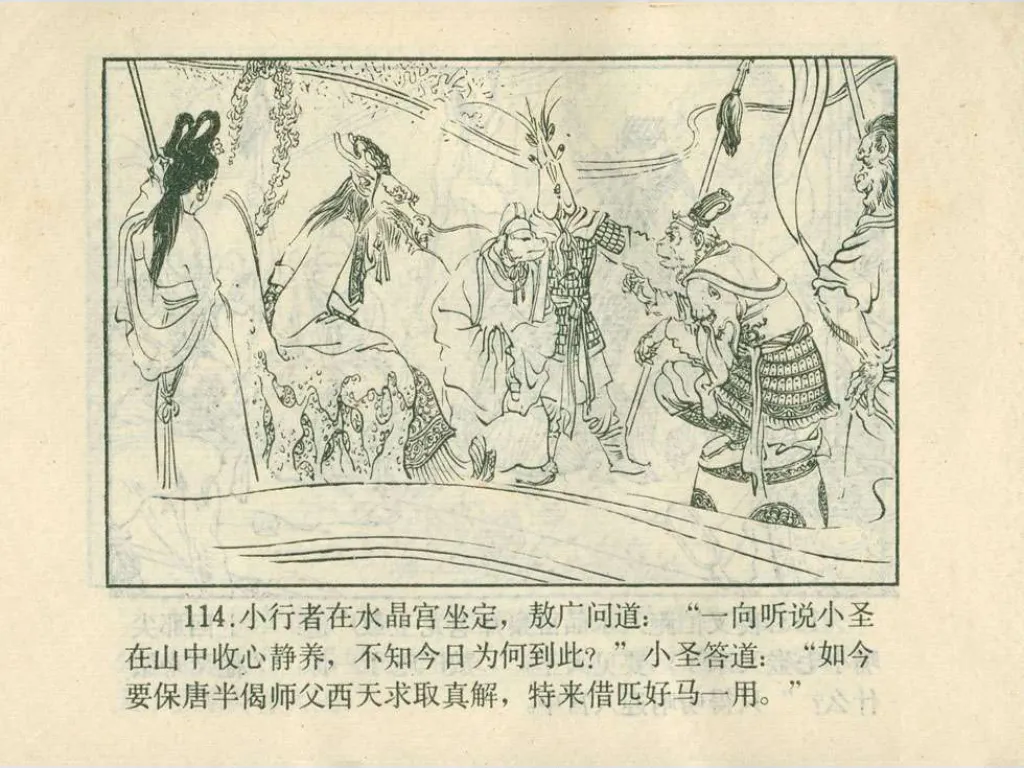 114.小行者在水晶宫坐定，敖广问道：“一向听说小圣
在山中收心静养，不知今日为何到此？”小圣答道：“如今
要保唐半偈师父西天求取真解，特来借匹好马一用。”